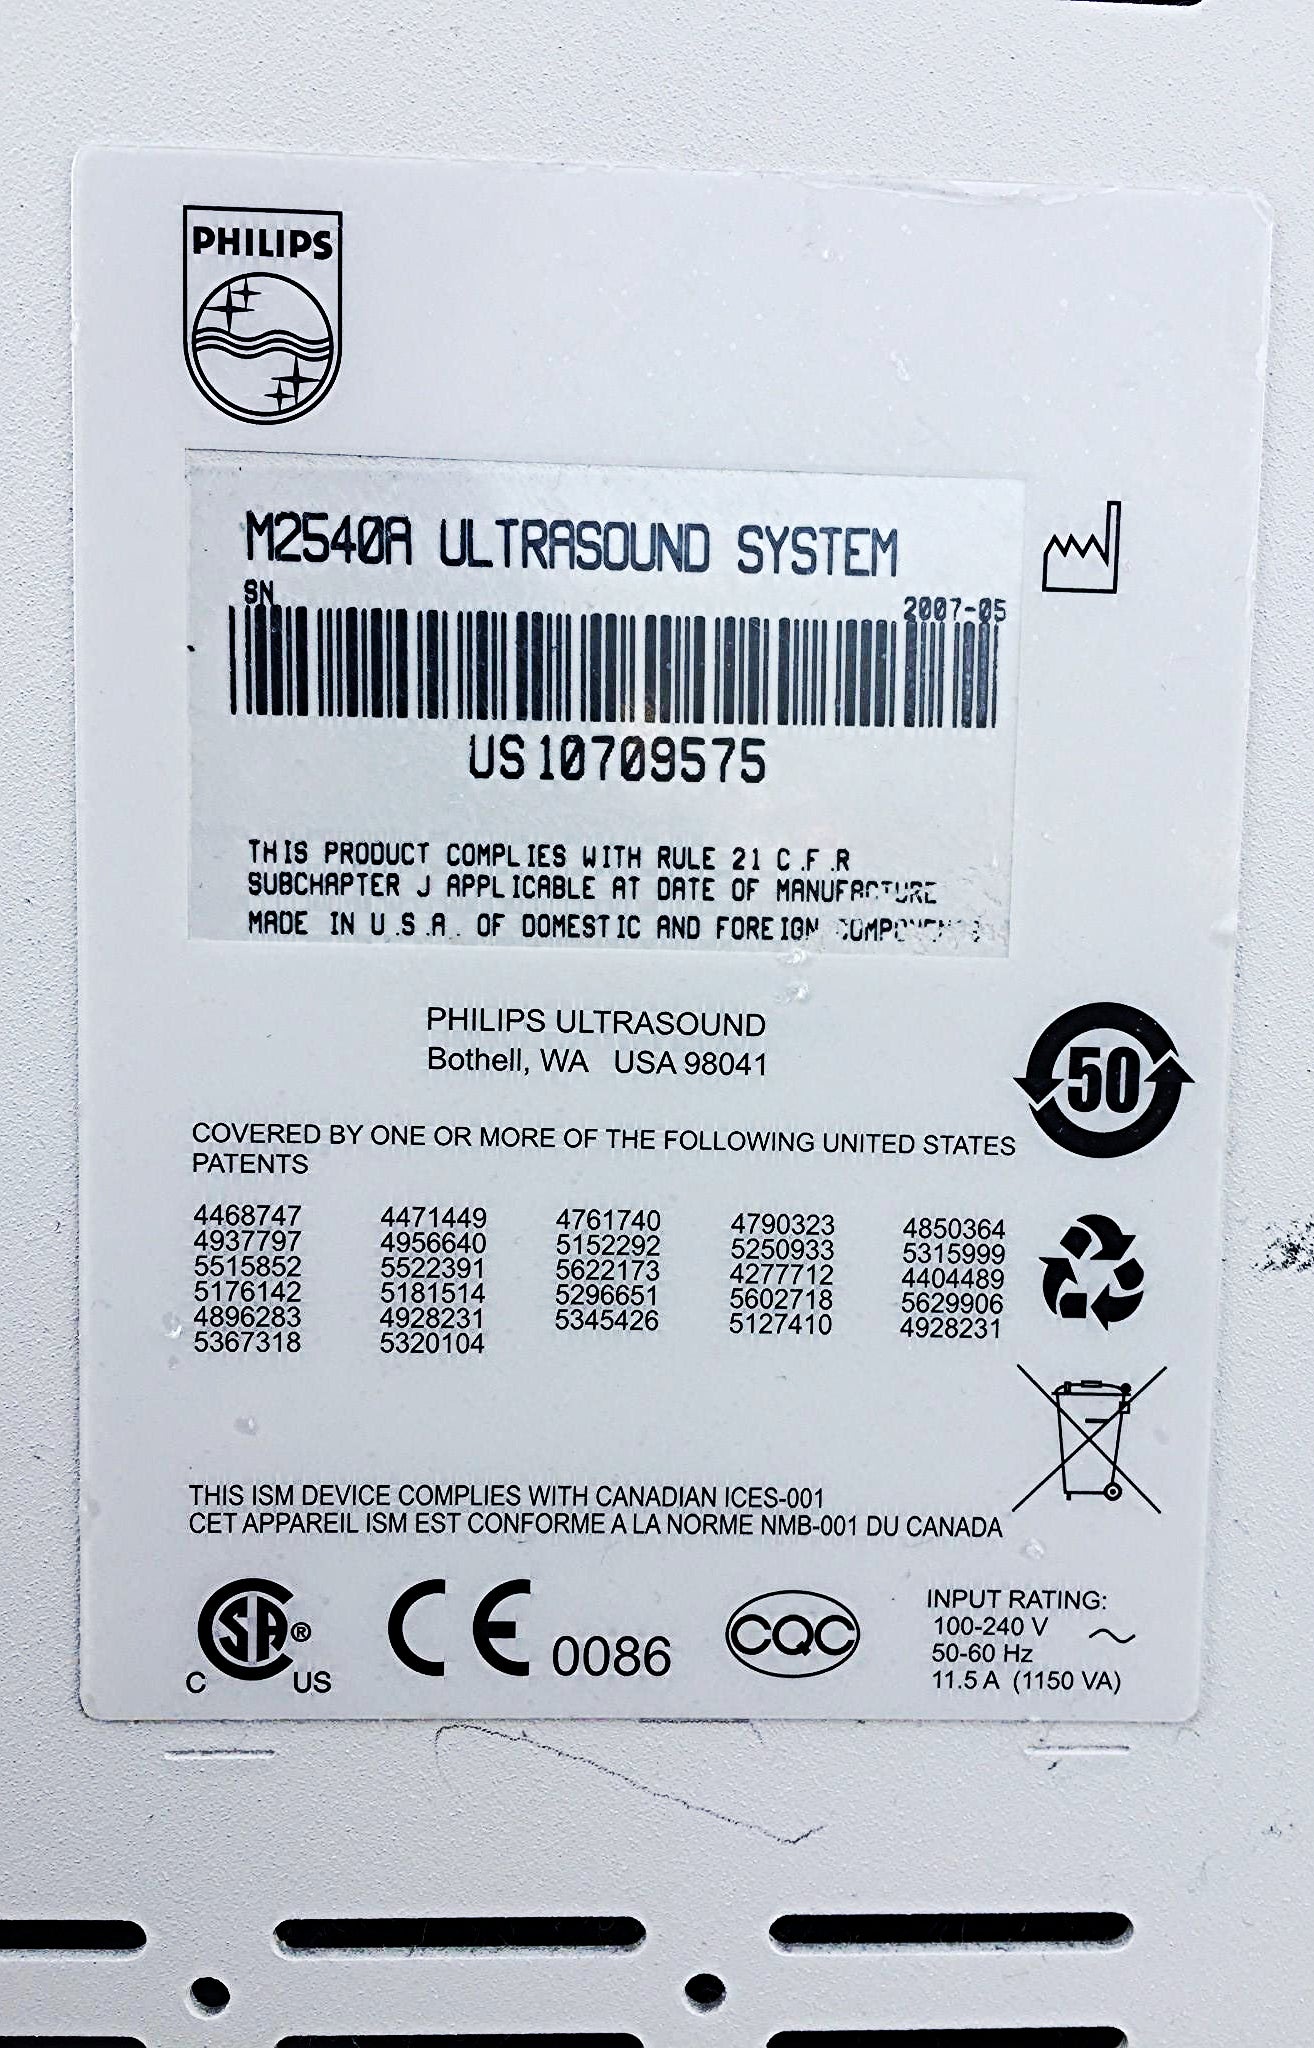 PHILIPS
M2540A ULTRASOUND SYSTEM
SN
2007-05
US10709575
THIS PRODUCT COMPLIES WITH RULE 21 C.F.R
SUBCHAPTER J APPLICABLE AT DATE OF MANUFACTURE
MADE IN U.S.A. OF DOMESTIC AND FOREIGN COMPONENTS
PHILIPS ULTRASOUND
Bothell, WA USA 98041
50
COVERED BY ONE OR MORE OF THE FOLLOWING UNITED STATES
PATENTS
4468747 4471449 4761740 4790323 4850364
4937797 4956640 5152292 5250933 5315999
5515852 5522391 5622173 4277712 4404489
5176142 5181514 5296651 5602718 5629906
4896283 4928231 5345426 5127410 4928231
5367318 5320104
THIS ISM DEVICE COMPLIES WITH CANADIAN ICES-001
CET APPAREIL ISM EST CONFORME A LA NORME NMB-001 DU CANADA
SA®
C US
CE 0086
CQC
INPUT RATING:
100-240 V ~
50-60 Hz
11.5 A (1150 VA)